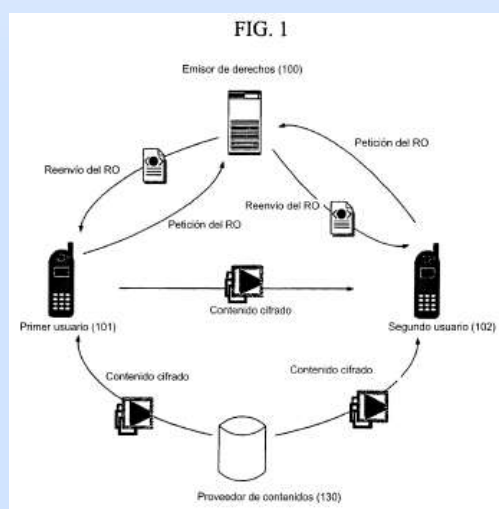 FIG. 1
Emisor de derechos (100)
Petición del RO
Reenvío del RO
Reenvío del RO
Petición del RO
Contenido cifrado
Primer usuario (101)
Segundo usuario (102)
Contenido cifrado
Contenido cifrado
Proveedor de contenidos (130)